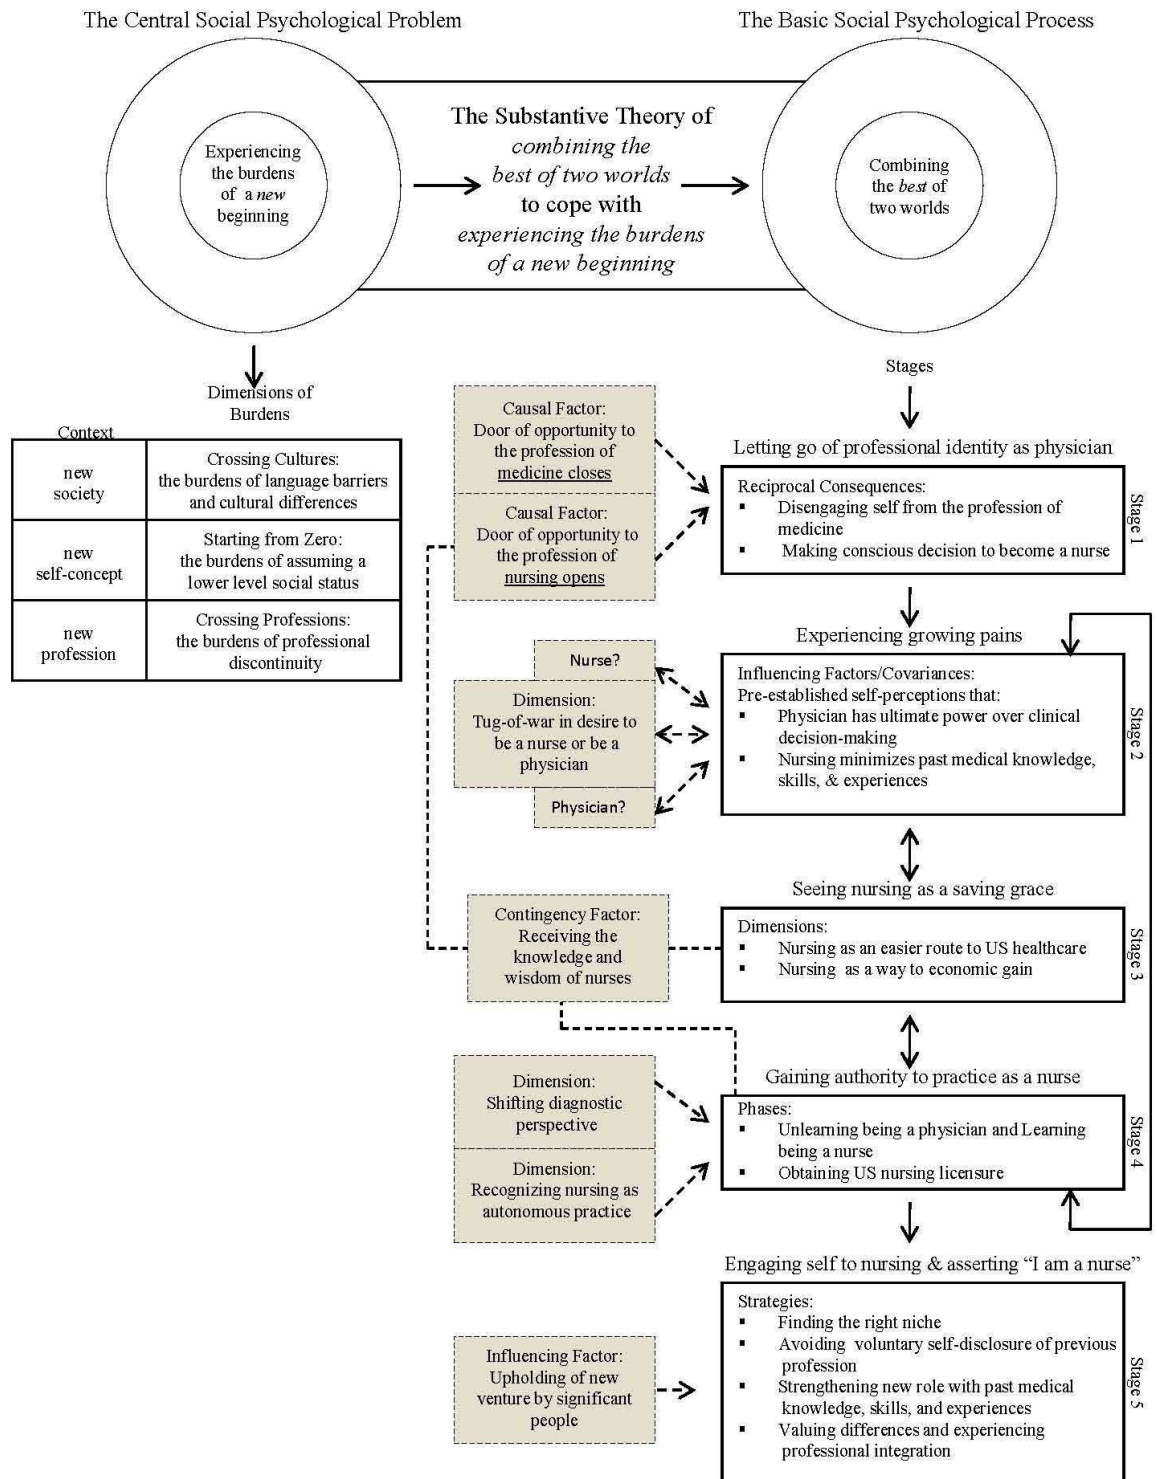 The Central Social Psychological Problem
The Basic Social Psychological Process
Experiencing
the burdens
of a new
beginning
The Substantive Theory of
combining the
best of two worlds
to cope with
experiencing the burdens
of a new beginning
Combining
the best of
two worlds
Dimensions of
Burdens
Context
new
society
Crossing Cultures:
the burdens of language barriers
and cultural differences
new
self-concept
Starting from Zero:
the burdens of assuming a
lower level social status
new
profession
Crossing Professions:
the burdens of professional
discontinuity
Stages
Causal Factor:
Door of opportunity to
the profession of
medicine closes
Causal Factor:
Door of opportunity to
the profession of
nursing opens
Letting go of professional identity as physician
Reciprocal Consequences:
▪ Disengaging self from the profession of
medicine
▪ Making conscious decision to become a nurse
Stage 1
Experiencing growing pains
Nurse?
Dimension:
Tug-of-war in desire to
be a nurse or be a
physician
Physician?
Influencing Factors/Covariances:
Pre-established self-perceptions that:
▪ Physician has ultimate power over clinical
decision-making
▪ Nursing minimizes past medical knowledge,
skills, & experiences
Stage 2
Seeing nursing as a saving grace
Contingency Factor:
Receiving the
knowledge and
wisdom of nurses
Dimensions:
▪ Nursing as an easier route to US healthcare
▪ Nursing as a way to economic gain
Stage 3
Gaining authority to practice as a nurse
Dimension:
Shifting diagnostic
perspective
Dimension:
Recognizing nursing as
autonomous practice
Phases:
▪ Unlearning being a physician and Learning
being a nurse
▪ Obtaining US nursing licensure
Stage 4
Engaging self to nursing & asserting “I am a nurse”
Influencing Factor:
Upholding of new
venture by significant
people
Strategies:
▪ Finding the right niche
▪ Avoiding voluntary self-disclosure of previous
profession
▪ Strengthening new role with past medical
knowledge, skills, and experiences
▪ Valuing differences and experiencing
professional integration
Stage 5